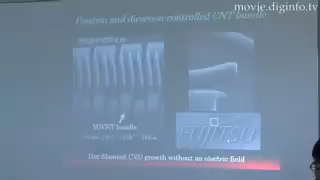 movie.diginfo.tv
Position and direction controlled CNT bundle
MWCNT bundle
FUJITSU
Hot filament CVD growth without an electric field